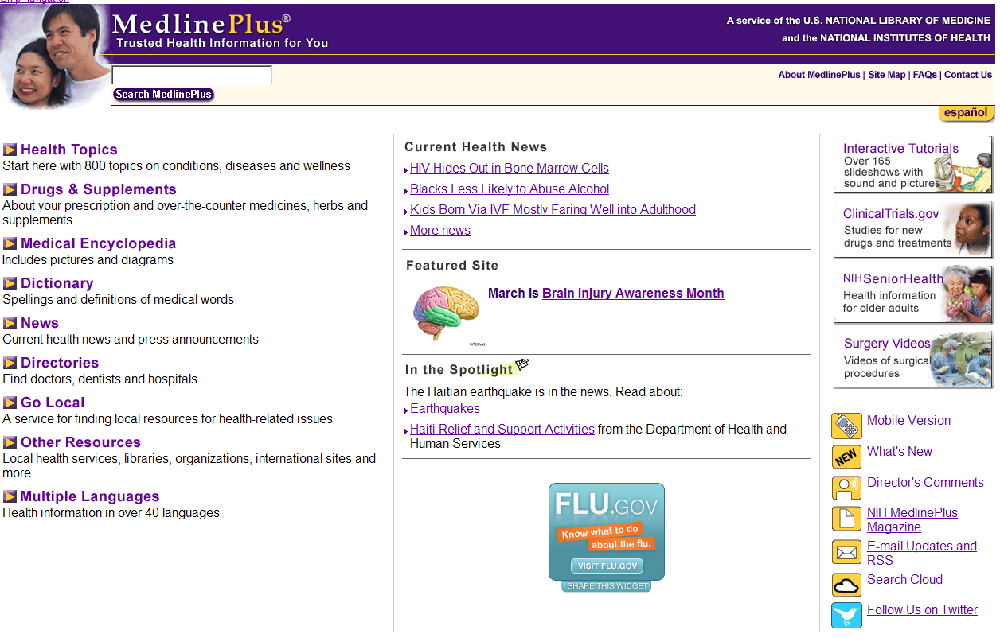 Skip navigation
MedlinePlus®
Trusted Health Information for You
A service of the U.S. NATIONAL LIBRARY OF MEDICINE
and the NATIONAL INSTITUTES OF HEALTH
Search MedlinePlus
About MedlinePlus | Site Map | FAQs | Contact Us
español
Health Topics
Start here with 800 topics on conditions, diseases and wellness
Drugs & Supplements
About your prescription and over-the-counter medicines, herbs and
supplements
Medical Encyclopedia
Includes pictures and diagrams
Dictionary
Spellings and definitions of medical words
News
Current health news and press announcements
Directories
Find doctors, dentists and hospitals
Go Local
A service for finding local resources for health-related issues
Other Resources
Local health services, libraries, organizations, international sites and
more
Multiple Languages
Health information in over 40 languages
Current Health News
HIV Hides Out in Bone Marrow Cells
Blacks Less Likely to Abuse Alcohol
Kids Born Via IVF Mostly Faring Well into Adulthood
More news
Featured Site
March is Brain Injury Awareness Month
®ADAM
In the Spotlight
The Haitian earthquake is in the news. Read about:
Earthquakes
Haiti Relief and Support Activities from the Department of Health and
Human Services
FLU.GOV
Know what to do
about the flu.
VISIT FLU.GOV
SHARE THIS WIDGET
Interactive Tutorials
Over 165
slideshows with
sound and pictures
ClinicalTrials.gov
Studies for new
drugs and treatments
NIHSeniorHealth
Health information
for older adults
Surgery Videos
Videos of surgical
procedures
Mobile Version
NEW
What's New
Director's Comments
NIH MedlinePlus
Magazine
E-mail Updates and
RSS
Search Cloud
Follow Us on Twitter